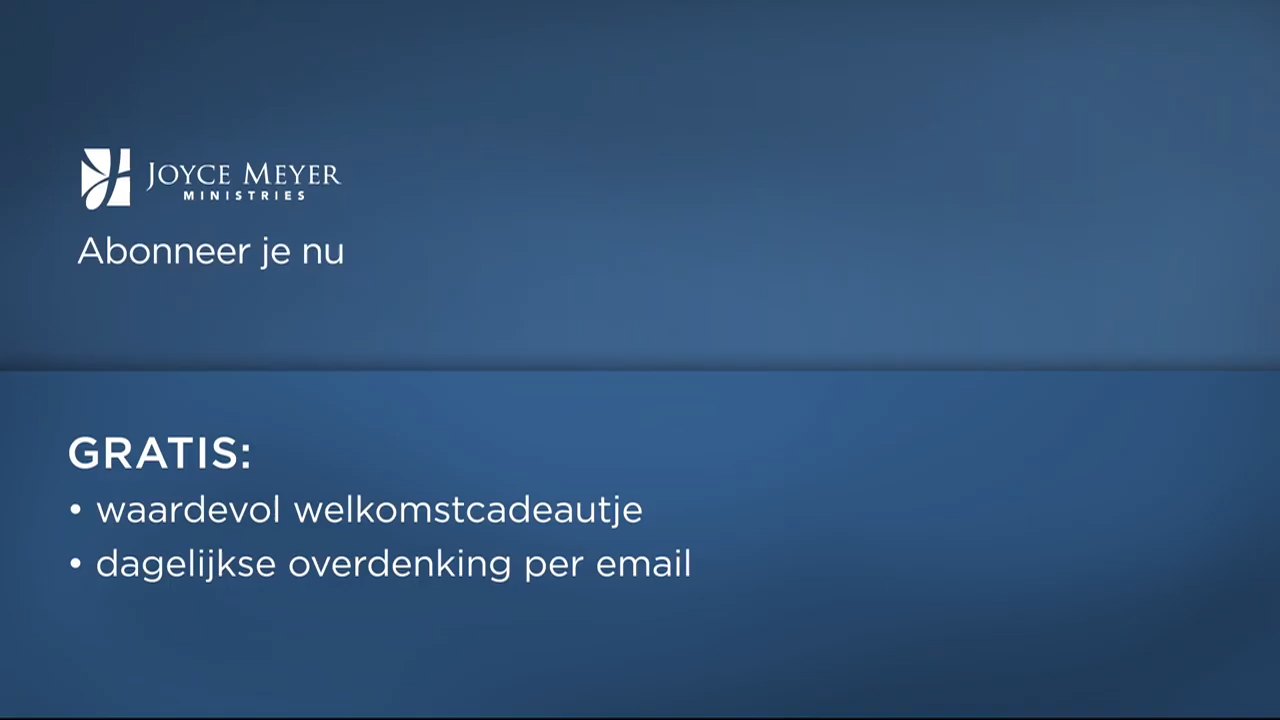 JOYCE MEYER
MINISTRIES
Abonneer je nu
GRATIS:
• waardevol welkomstcadeautje
• dagelijkse overdenking per email